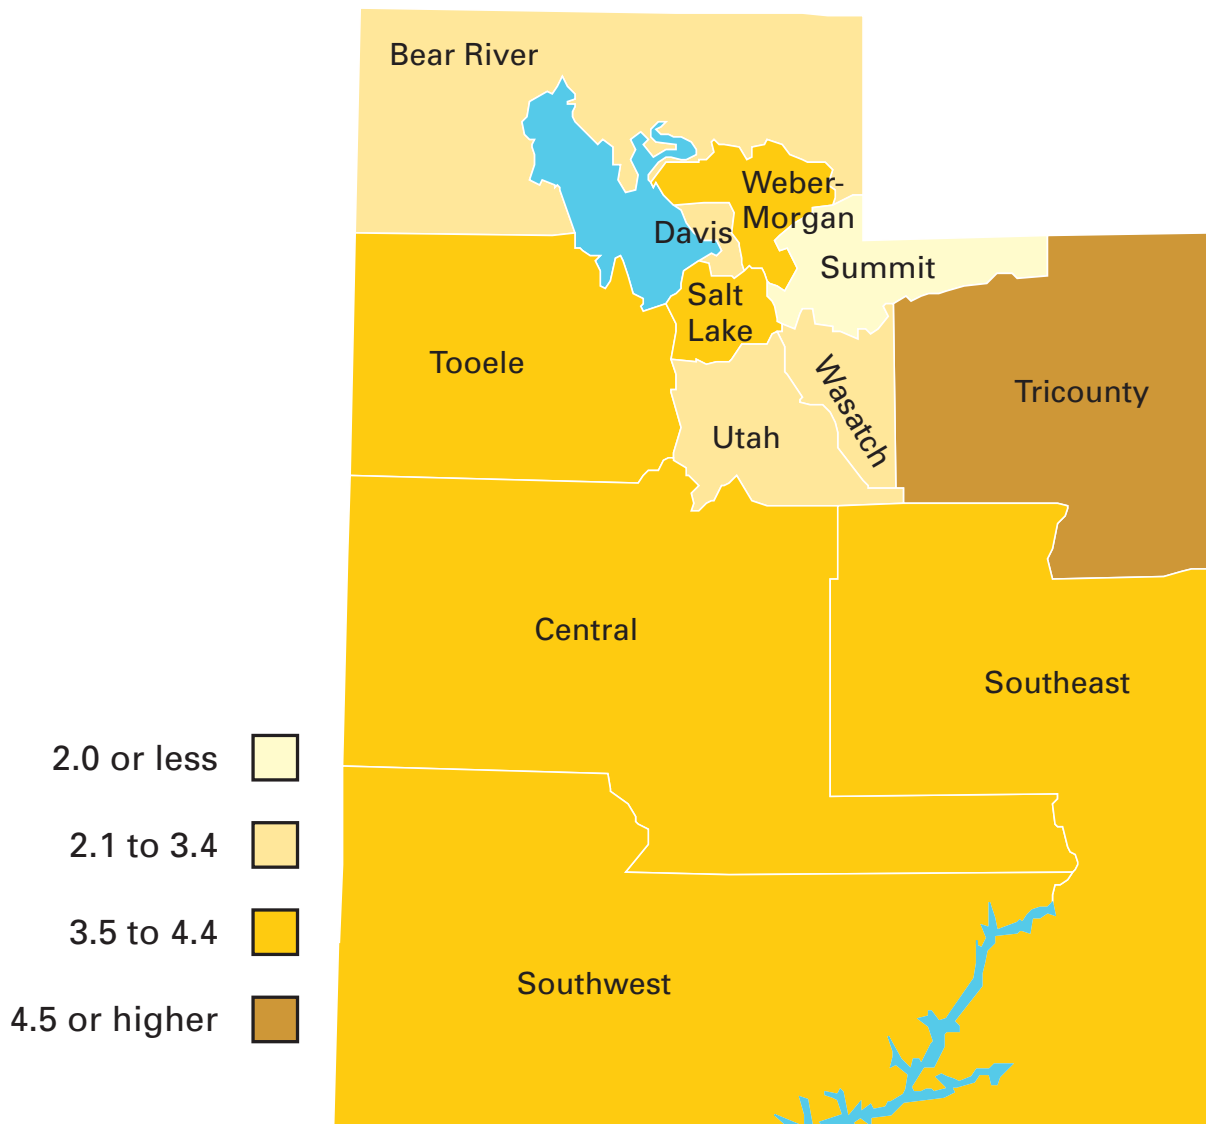 Bear River
Weber-
Morgan
Davis
Summit
Salt
Lake
Tooele
Wasatch
Tricounty
Utah
Central
Southeast
2.0 or less
2.1 to 3.4
3.5 to 4.4
Southwest
4.5 or higher